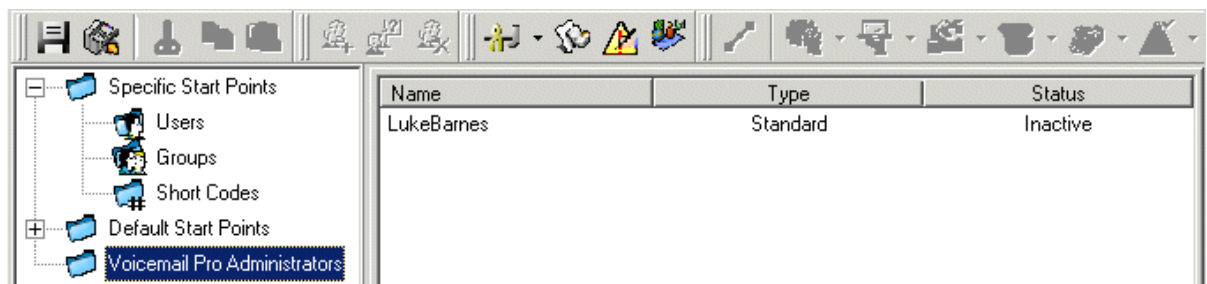 Specific Start Points
Users
Groups
Short Codes
Default Start Points
Voicemail Pro Administrators
Name Type Status
LukeBarnes Standard Inactive